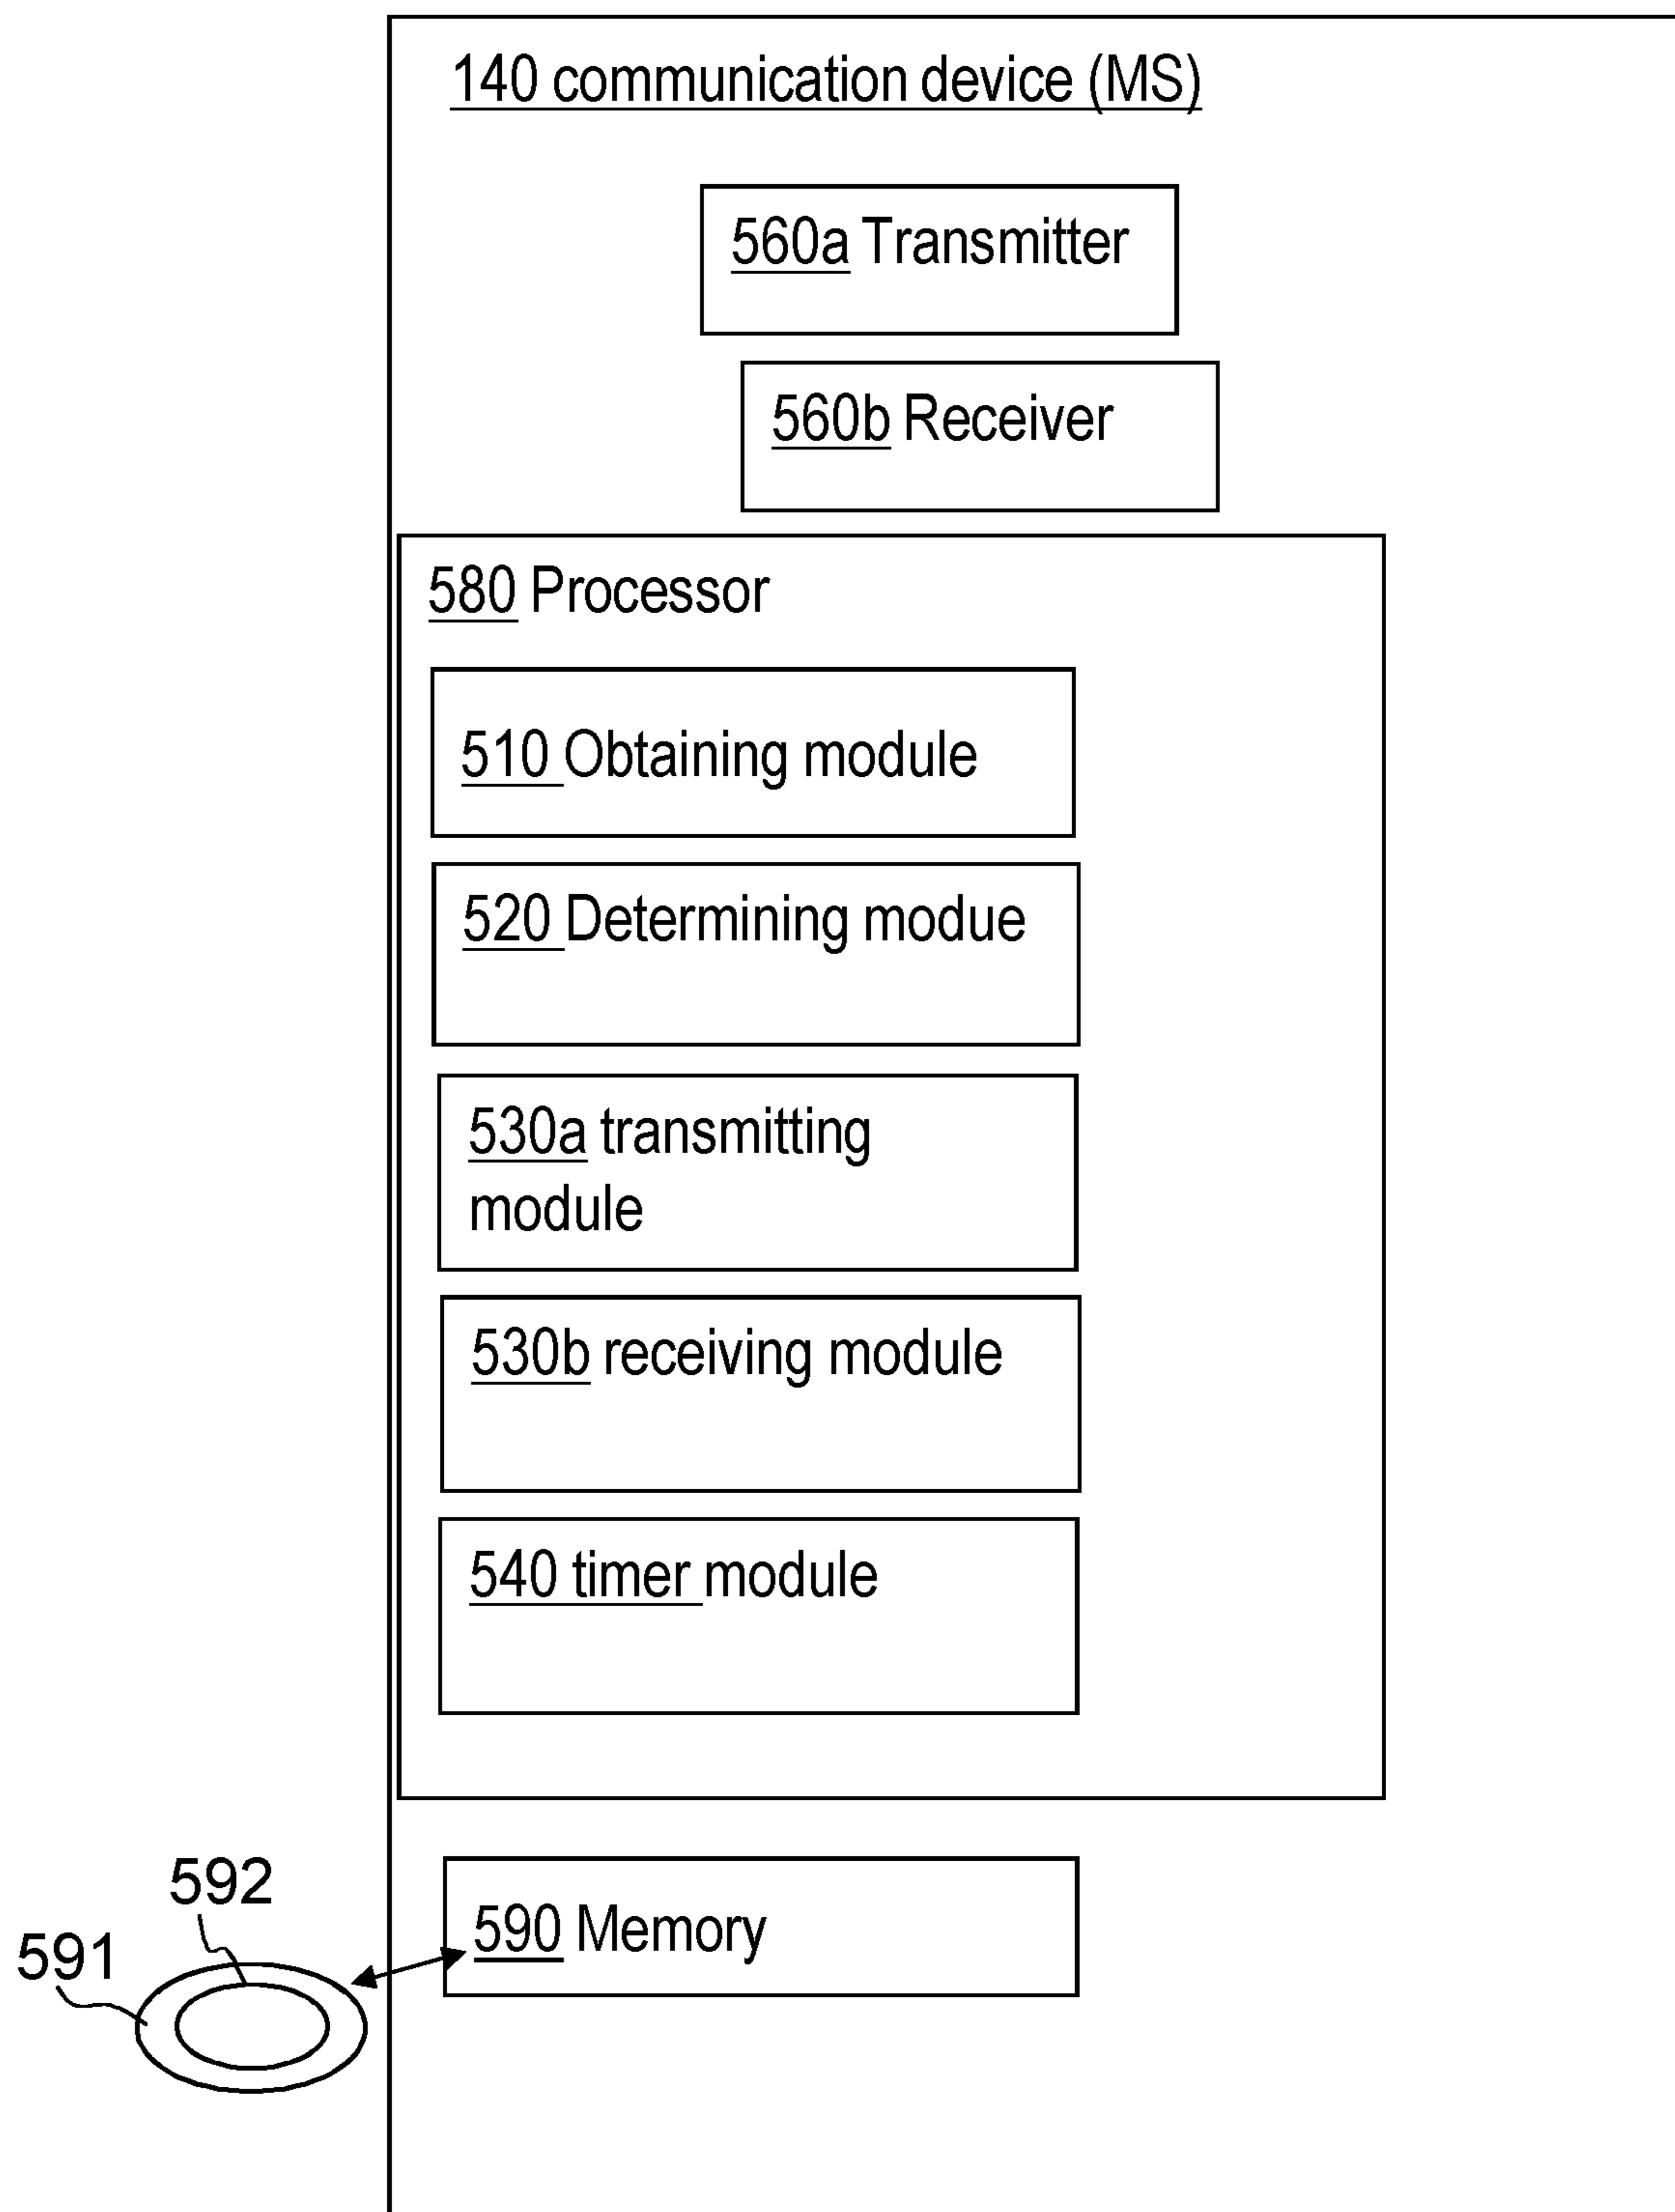 140 communication device (MS)
560a Transmitter
560b Receiver
580 Processor
510 Obtaining module
520 Determining modue
530a transmitting
module
530b receiving module
540 timer module
592
591
590 Memory